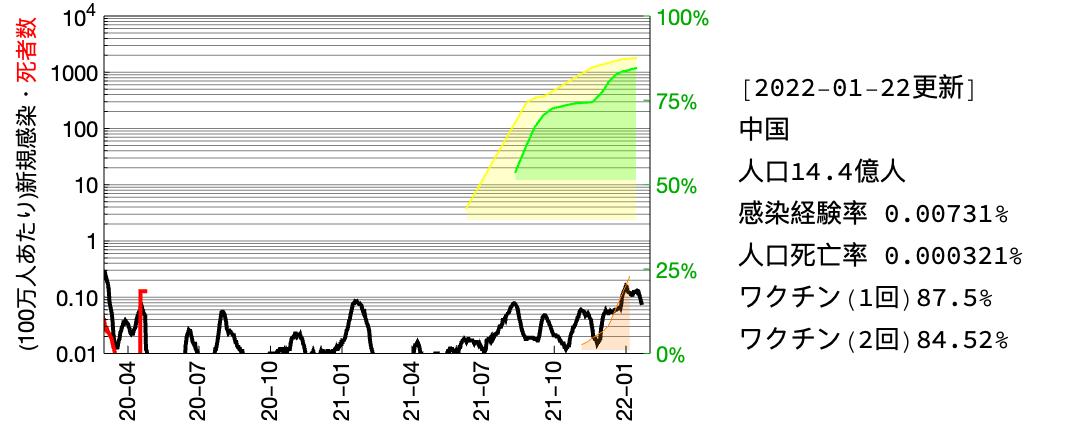 (100万人あたり)新規感染・死者数
10⁴
1000
100
10
1
0.10
0.01
100%
75%
50%
25%
0%
20-04
20-07
20-10
21-01
21-04
21-07
21-10
22-01
[2022-01-22更新]
中国
人口14.4億人
感染経験率 0.00731%
人口死亡率 0.000321%
ワクチン(1回)87.5%
ワクチン(2回)84.52%